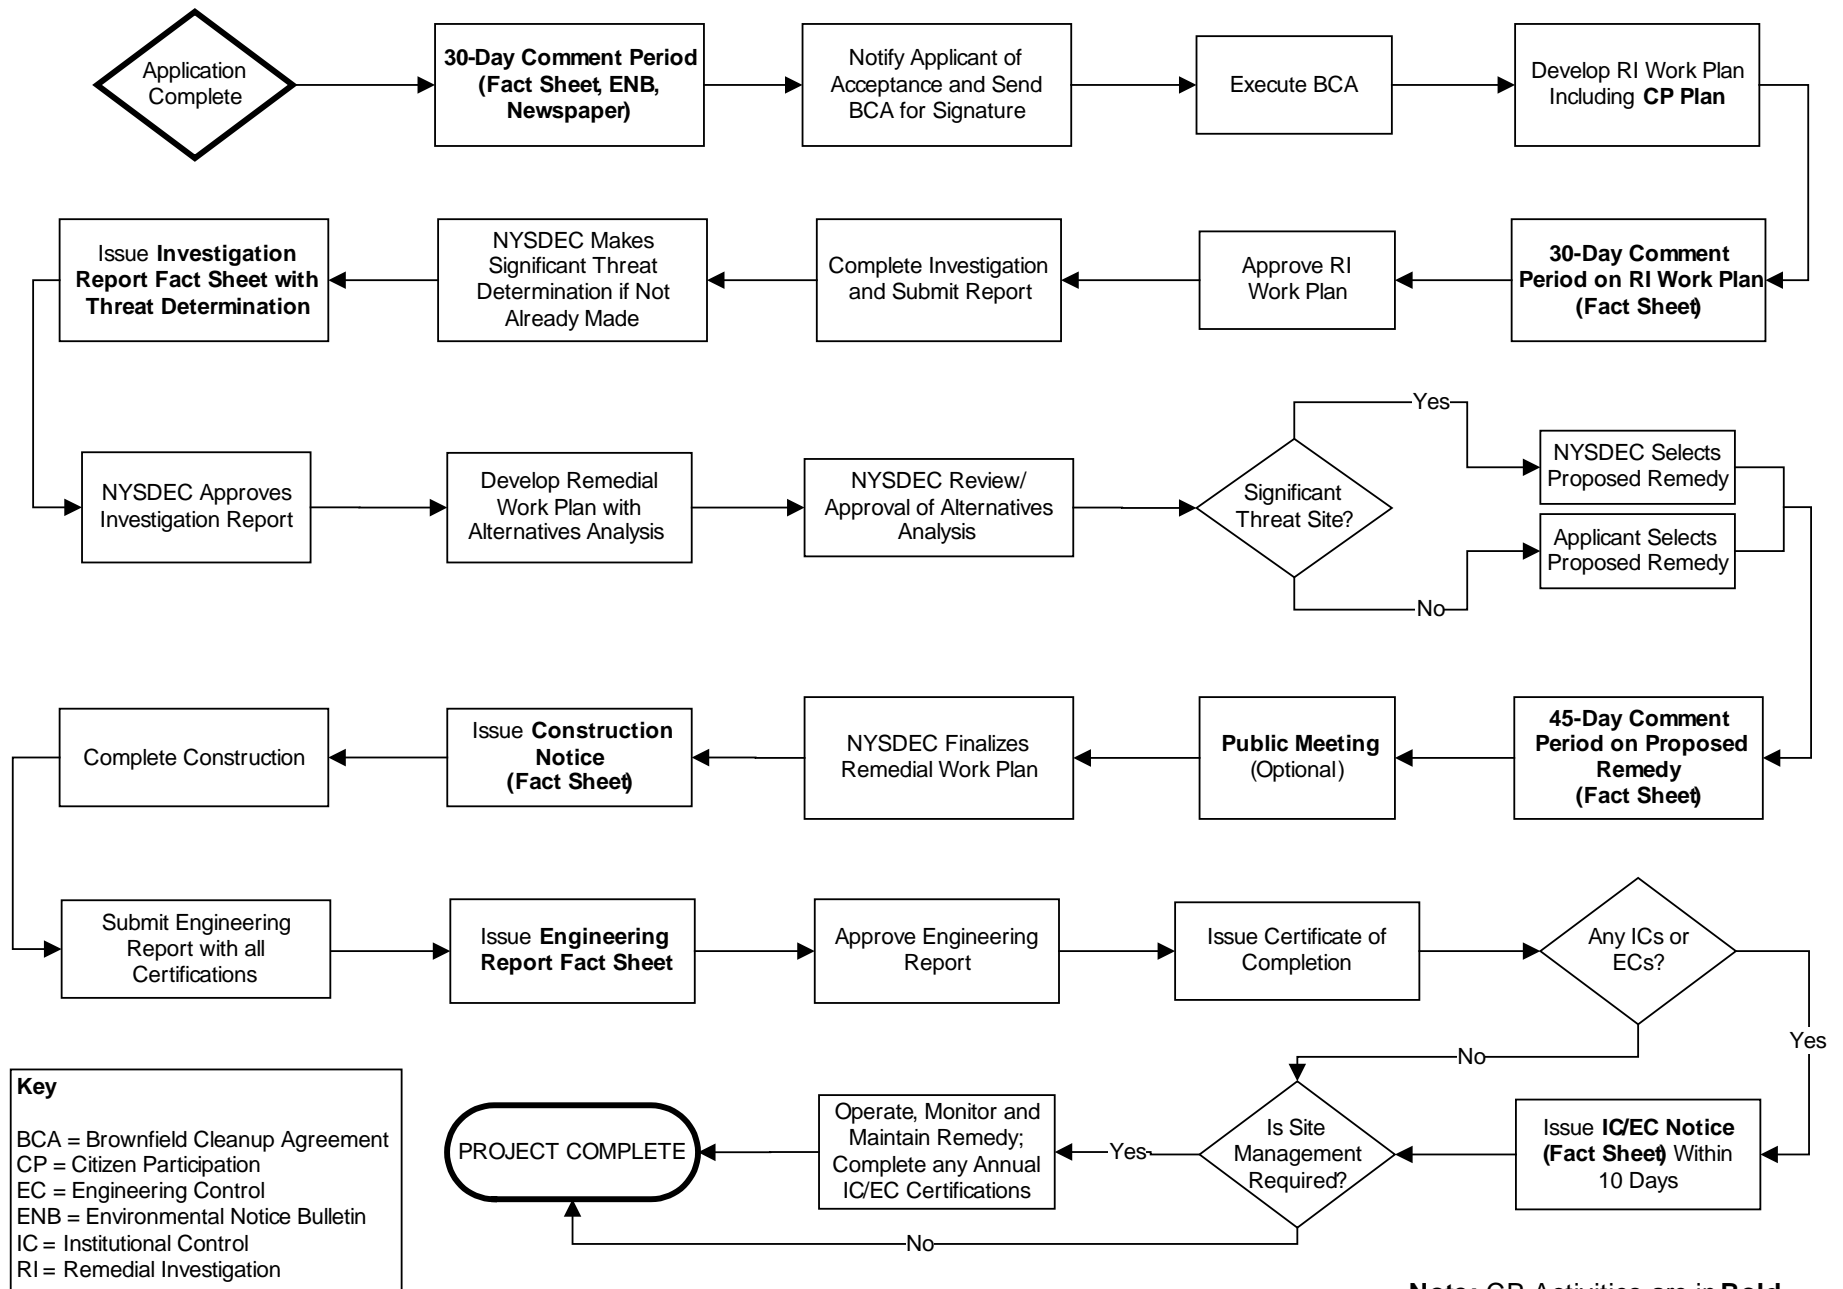 Application
Complete
30-Day Comment Period
(Fact Sheet, ENB,
Newspaper)
Notify Applicant of
Acceptance and Send
BCA for Signature
Execute BCA
Develop RI Work Plan
Including CP Plan
Issue Investigation
Report Fact Sheet with
Threat Determination
NYSDEC Makes
Significant Threat
Determination if Not
Already Made
Complete Investigation
and Submit Report
Approve RI
Work Plan
30-Day Comment
Period on RI Work Plan
(Fact Sheet)
NYSDEC Approves
Investigation Report
Develop Remedial
Work Plan with
Alternatives Analysis
NYSDEC Review/
Approval of Alternatives
Analysis
Significant
Threat Site?
Yes
No
NYSDEC Selects
Proposed Remedy
Applicant Selects
Proposed Remedy
Complete Construction
Issue Construction
Notice
(Fact Sheet)
NYSDEC Finalizes
Remedial Work Plan
Public Meeting
(Optional)
45-Day Comment
Period on Proposed
Remedy
(Fact Sheet)
Submit Engineering
Report with all
Certifications
Issue Engineering
Report Fact Sheet
Approve Engineering
Report
Issue Certificate of
Completion
Any ICs or
ECs?
Yes
No
Key
BCA = Brownfield Cleanup Agreement
CP = Citizen Participation
EC = Engineering Control
ENB = Environmental Notice Bulletin
IC = Institutional Control
RI = Remedial Investigation
PROJECT COMPLETE
Operate, Monitor and
Maintain Remedy;
Complete any Annual
IC/EC Certifications
Yes
Is Site
Management
Required?
Issue IC/EC Notice
(Fact Sheet) Within
10 Days
No
Note: CP Activities are in Bold